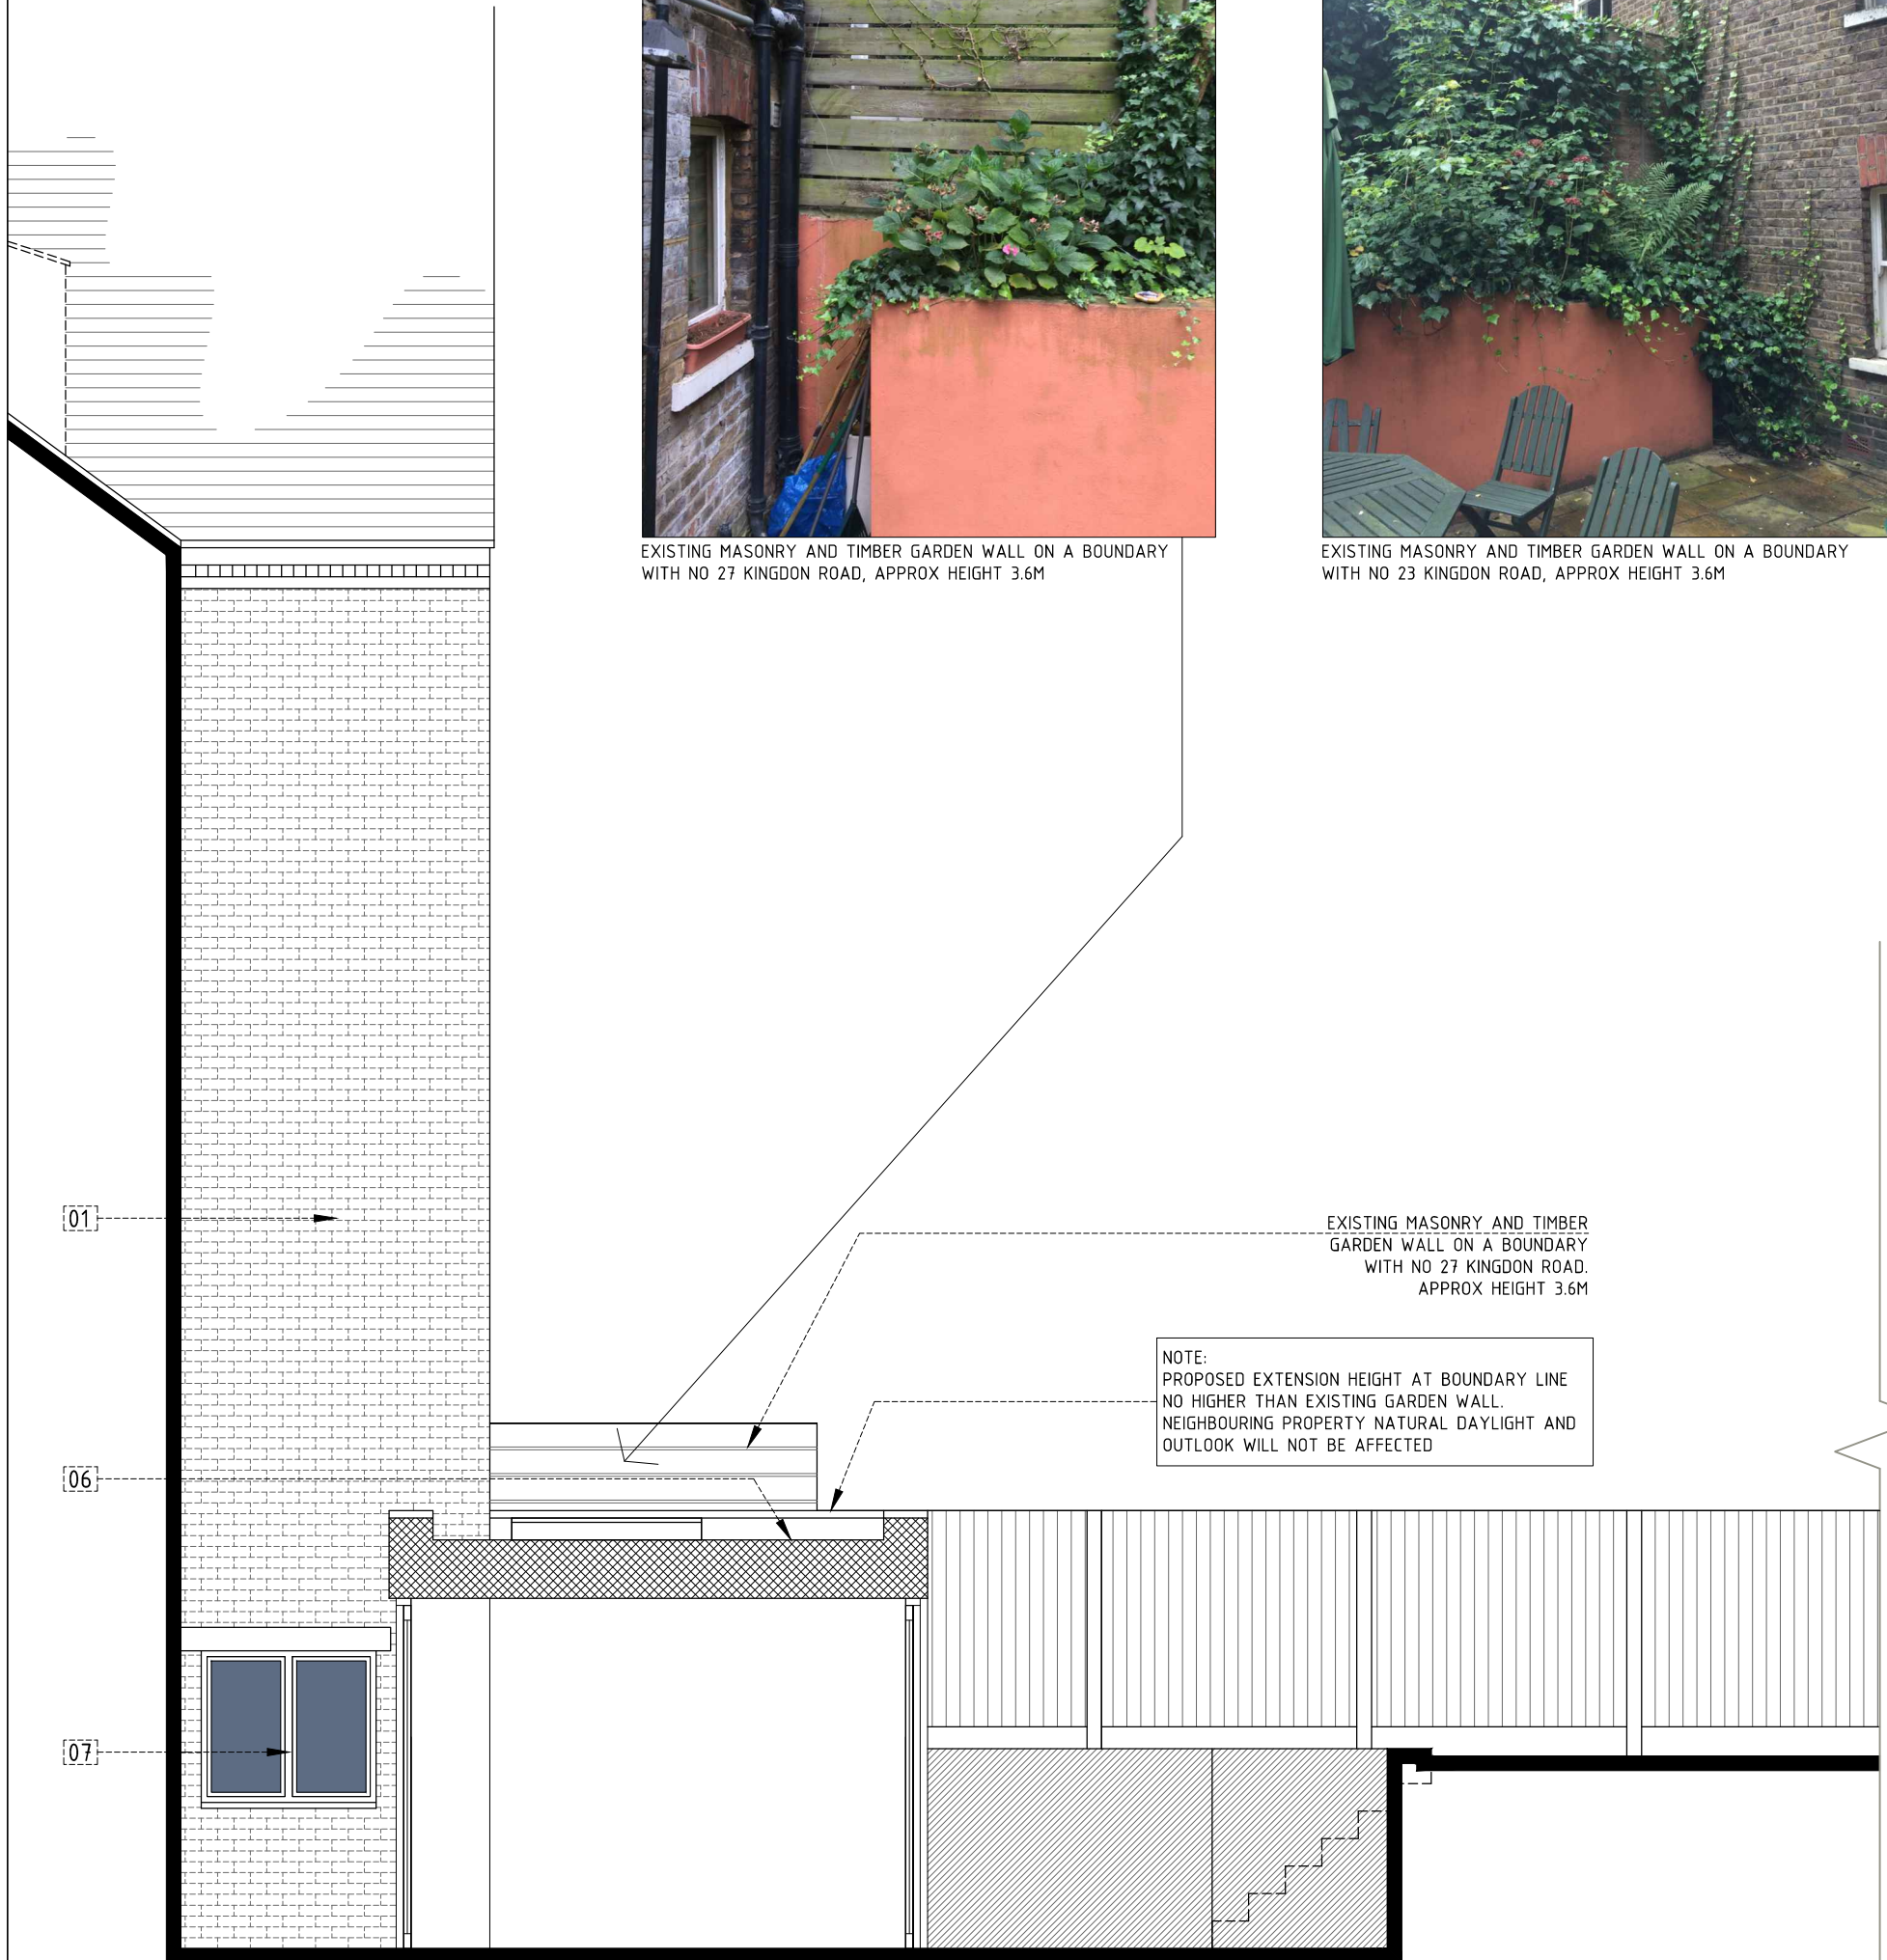 EXISTING MASONRY AND TIMBER GARDEN WALL ON A BOUNDARY
WITH NO 27 KINGDON ROAD, APPROX HEIGHT 3.6M
EXISTING MASONRY AND TIMBER GARDEN WALL ON A BOUNDARY
WITH NO 23 KINGDON ROAD, APPROX HEIGHT 3.6M
01
EXISTING MASONRY AND TIMBER
GARDEN WALL ON A BOUNDARY
WITH NO 27 KINGDON ROAD.
APPROX HEIGHT 3.6M
NOTE:
PROPOSED EXTENSION HEIGHT AT BOUNDARY LINE
NO HIGHER THAN EXISTING GARDEN WALL.
NEIGHBOURING PROPERTY NATURAL DAYLIGHT AND
OUTLOOK WILL NOT BE AFFECTED
06
07